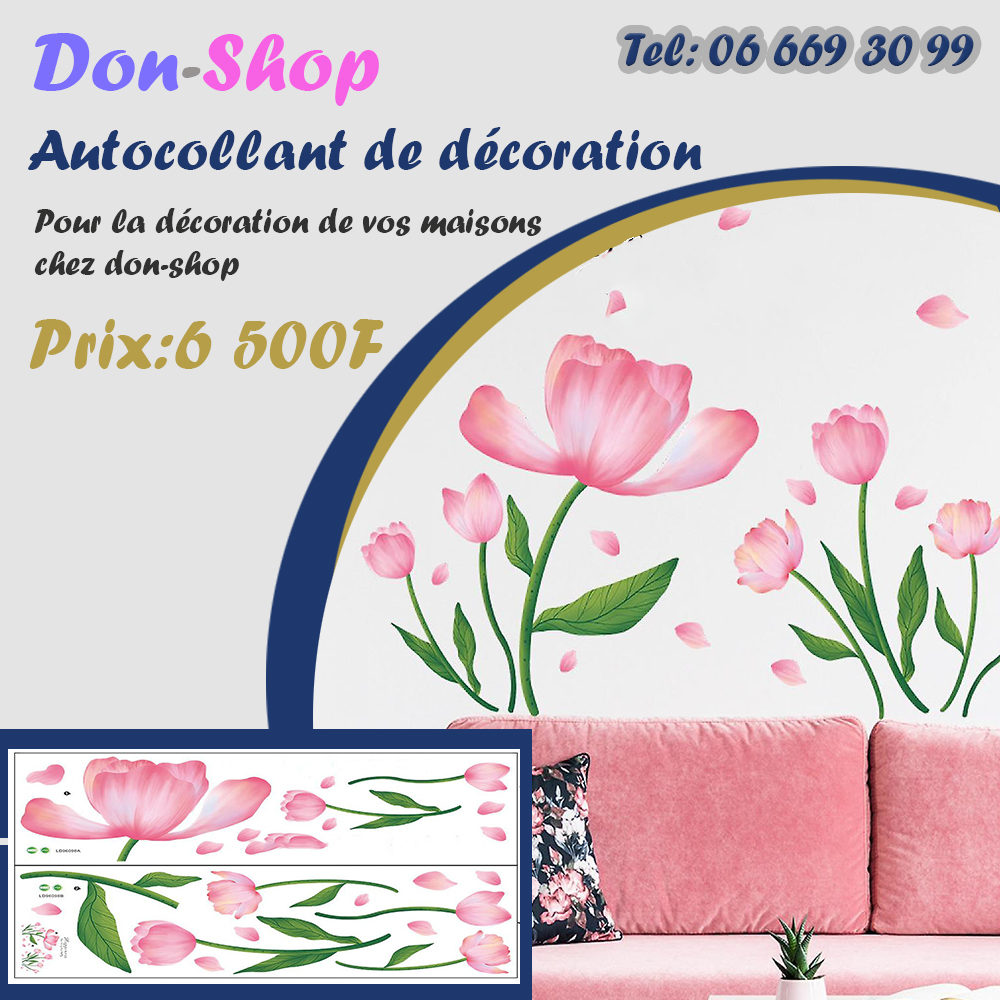 Don-Shop
Tel: 06 669 30 99
Autocollant de décoration
Pour la décoration de vos maisons
chez don-shop
Prix:6 500F